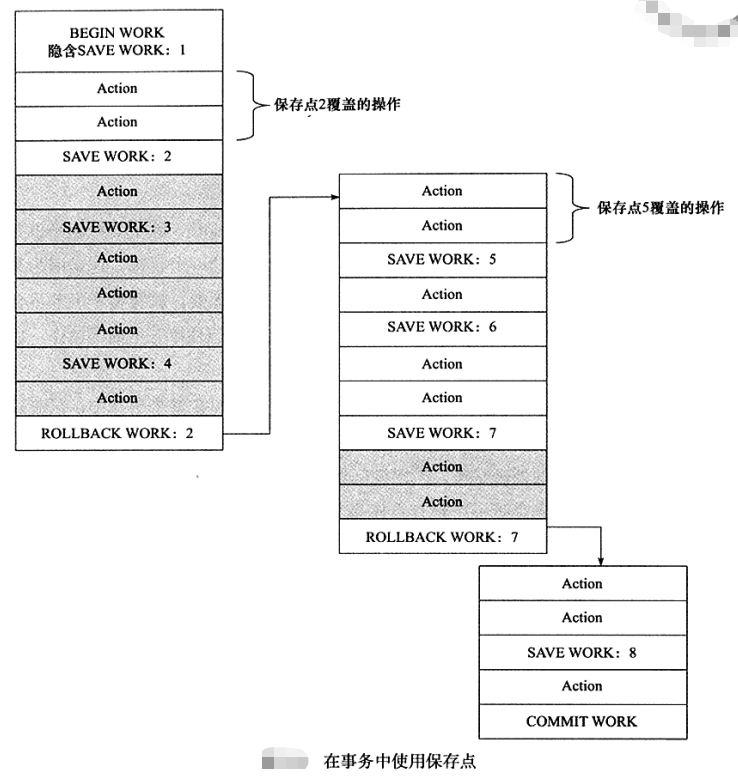 BEGIN WORK
隐含SAVE WORK：1
Action
Action
保存点2覆盖的操作
SAVE WORK：2
Action
SAVE WORK：3
Action
Action
Action
SAVE WORK：4
Action
ROLLBACK WORK：2
Action
Action
保存点5覆盖的操作
SAVE WORK：5
Action
SAVE WORK：6
Action
Action
SAVE WORK：7
Action
Action
ROLLBACK WORK：7
Action
Action
SAVE WORK：8
Action
COMMIT WORK
在事务中使用保存点